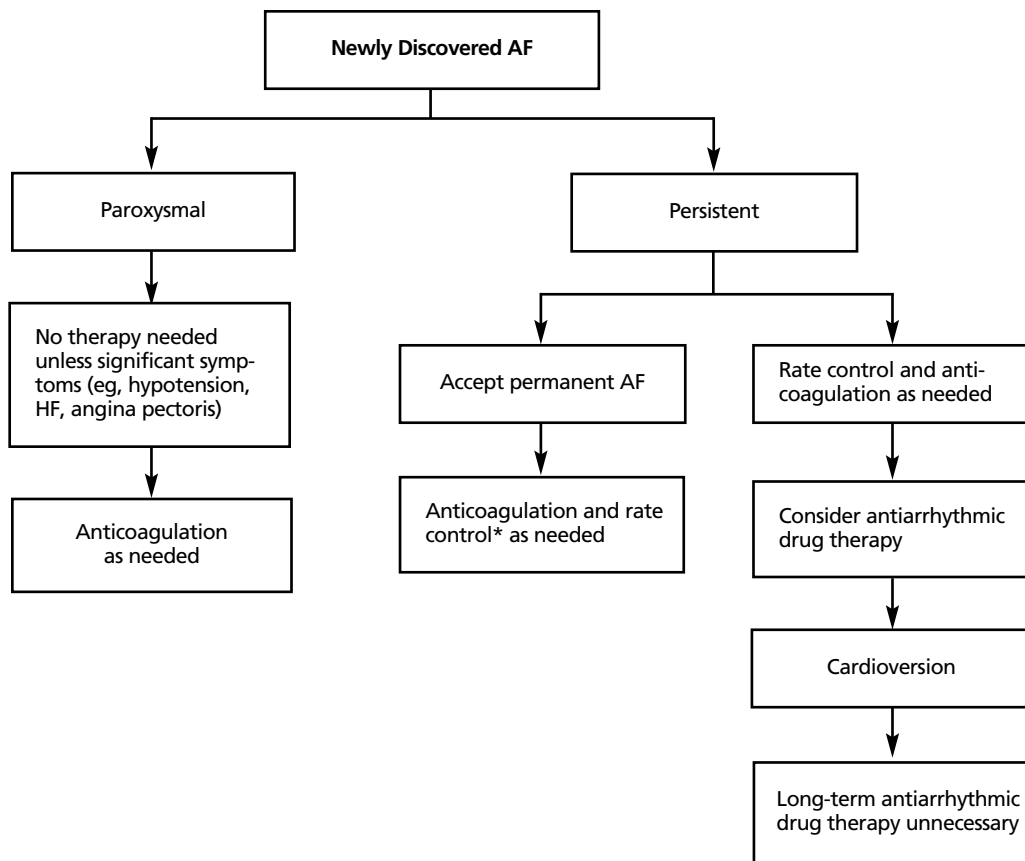 Newly Discovered AF
Paroxysmal
Persistent
No therapy needed
unless significant symp-
toms (eg, hypotension,
HF, angina pectoris)
Accept permanent AF
Rate control and anti-
coagulation as needed
Anticoagulation
as needed
Anticoagulation and rate
control* as needed
Consider antiarrhythmic
drug therapy
Cardioversion
Long-term antiarrhythmic
drug therapy unnecessary